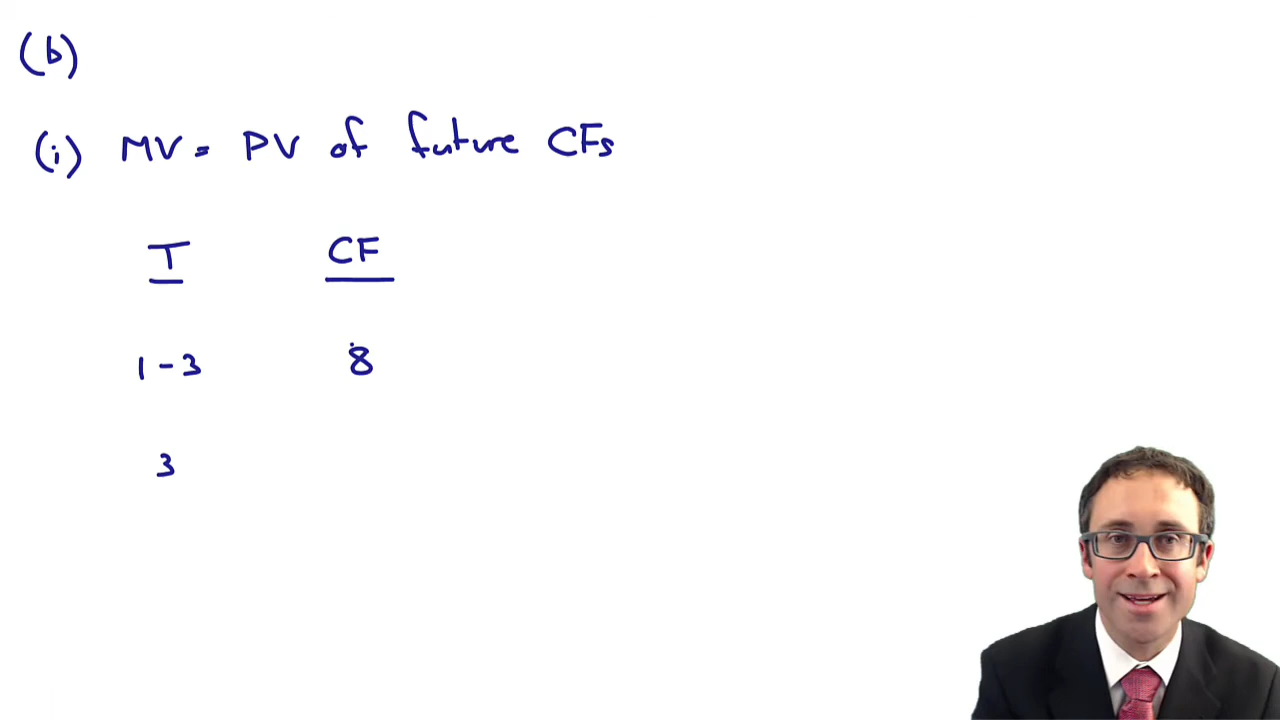 (b)
(i) MV = PV of future CFs
T CF
1 - 3 8
3